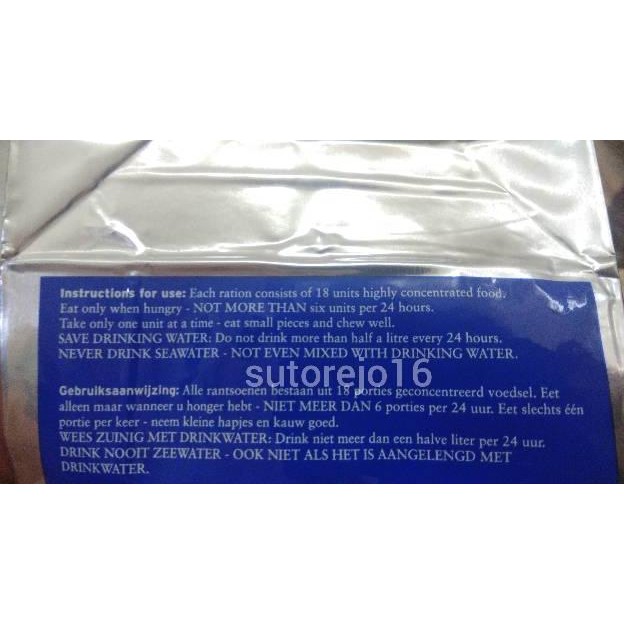 Instructions for use: Each ration consists of 18 units highly concentrated food.
Eat only when hungry - NOT MORE THAN six units per 24 hours.
Take only one unit at a time - eat small pieces and chew well.
SAVE DRINKING WATER: Do not drink more than half a litre every 24 hours.
NEVER DRINK SEAWATER - NOT EVEN MIXED WITH DRINKING WATER.
sutorejo16
Gebruiksaanwijzing: Alle rantsoenen bestaan uit 18 porties geconcentreerd voedsel. Eet
alleen maar wanneer u honger hebt - NIET MEER DAN 6 porties per 24 uur. Eet slechts één
portie per keer - neem kleine hapjes en kauw goed.
WEES ZUINIG MET DRINKWATER: Drink niet meer dan een halve liter per 24 uur.
DRINK NOOIT ZEEWATER - OOK NIET ALS HET IS AANGELENGD MET
DRINKWATER.